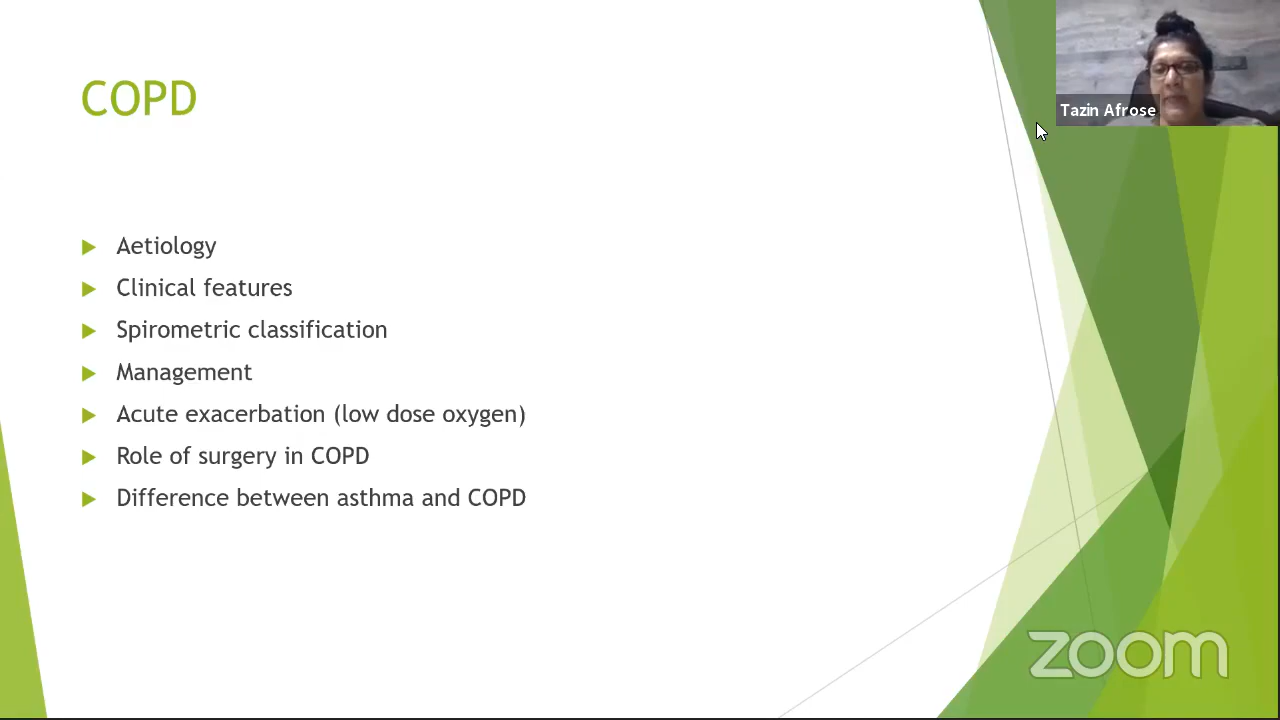 COPD
Tazin Afrose
Aetiology
Clinical features
Spirometric classification
Management
Acute exacerbation (low dose oxygen)
Role of surgery in COPD
Difference between asthma and COPD
zoom